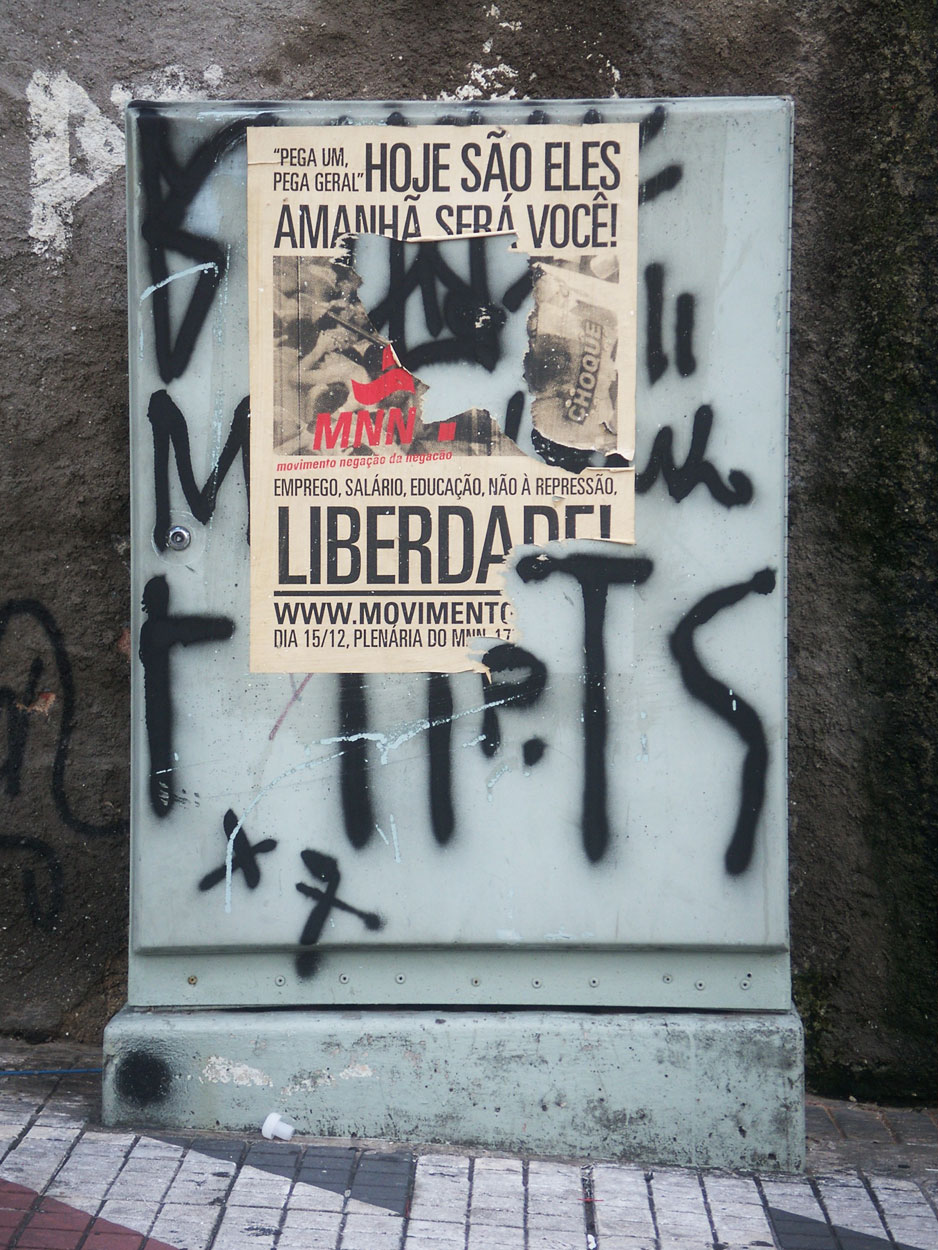 "PEGA UM,
PEGA GERAL" HOJE SÃO ELES
AMANHÃ SERÁ VOCÊ!
CHOQUE
MNN
movimento negação da negação
EMPREGO, SALÁRIO, EDUCAÇÃO, NÃO À REPRESSÃO,
LIBERDADE!
WWW.MOVIMENTO
DIA 15/12, PLENÁRIA DO MNN 17